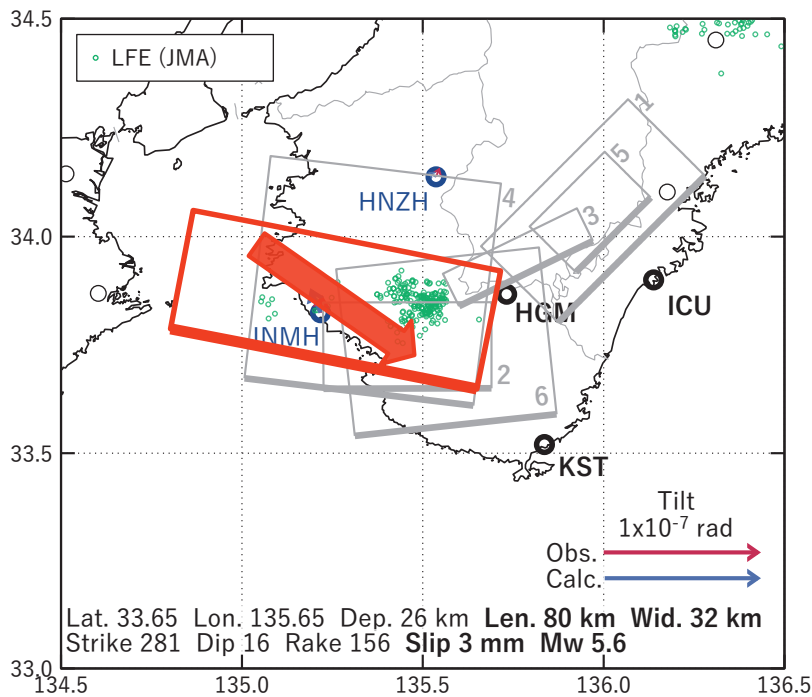 34.5
LFE (JMA)
1
5
HNZH
4
3
34.0
HGM
ICU
INMH
2
6
33.5
KST
Tilt
1x10-7 rad
Obs.
Calc.
Lat. 33.65 Lon. 135.65 Dep. 26 km Len. 80 km Wid. 32 km
Strike 281 Dip 16 Rake 156 Slip 3 mm Mw 5.6
33.0
134.5 135.0 135.5 136.0 136.5